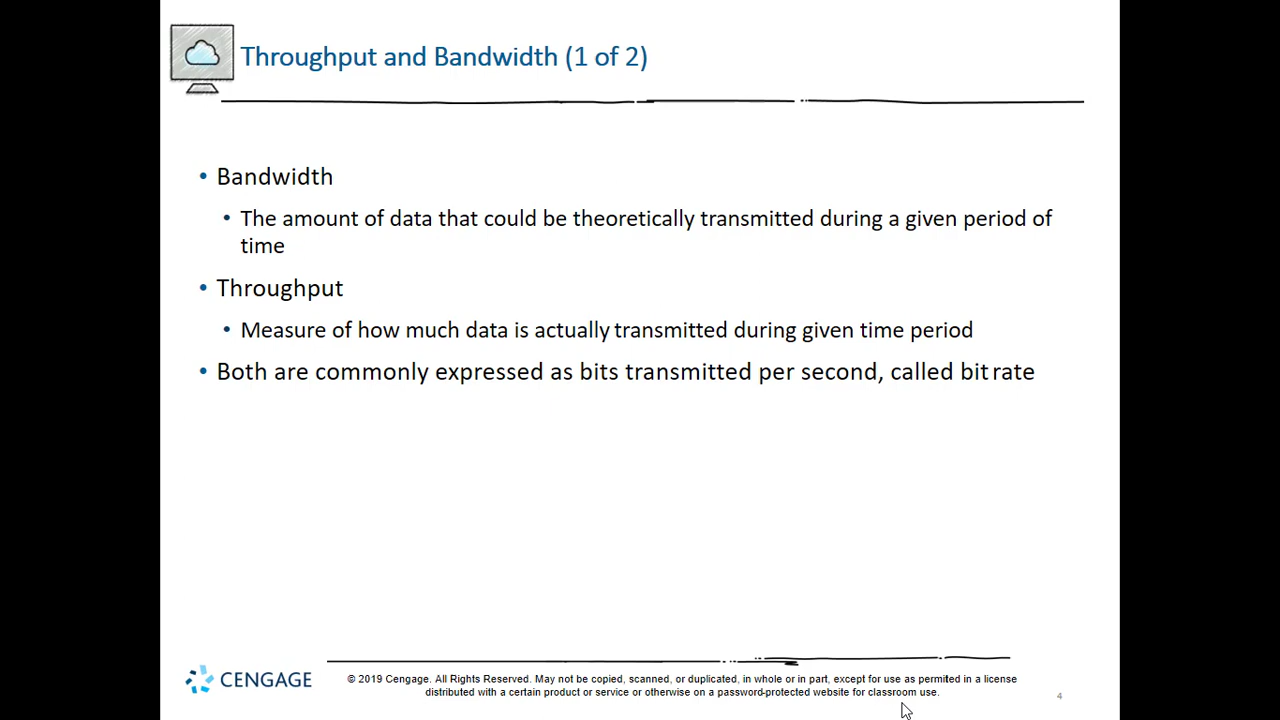 Throughput and Bandwidth (1 of 2)
• Bandwidth
• The amount of data that could be theoretically transmitted during a given period of
time
• Throughput
• Measure of how much data is actually transmitted during given time period
• Both are commonly expressed as bits transmitted per second, called bit rate
CENGAGE
© 2019 Cengage. All Rights Reserved. May not be copied, scanned, or duplicated, in whole or in part, except for use as permitted in a license
distributed with a certain product or service or otherwise on a password-protected website for classroom use.
4